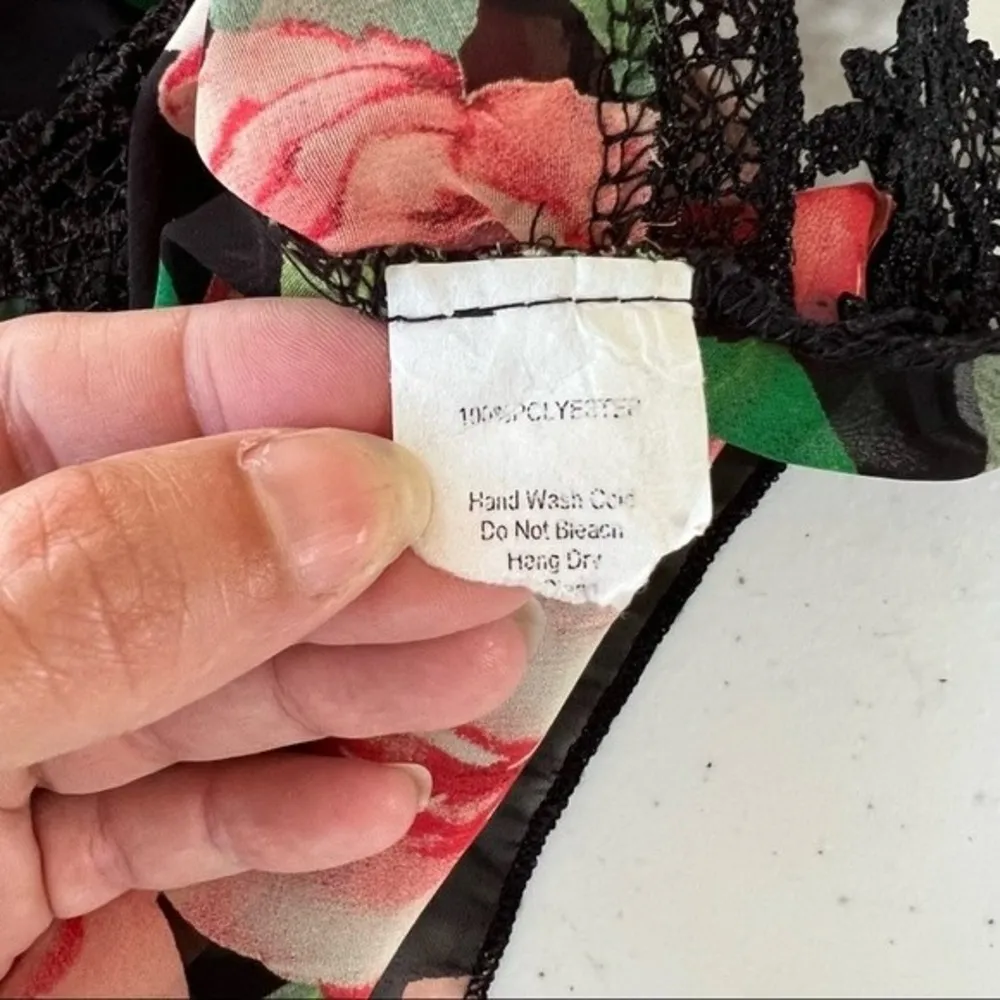 100%POLYESTER
Hand Wash Cold
Do Not Bleach
Hang Dry